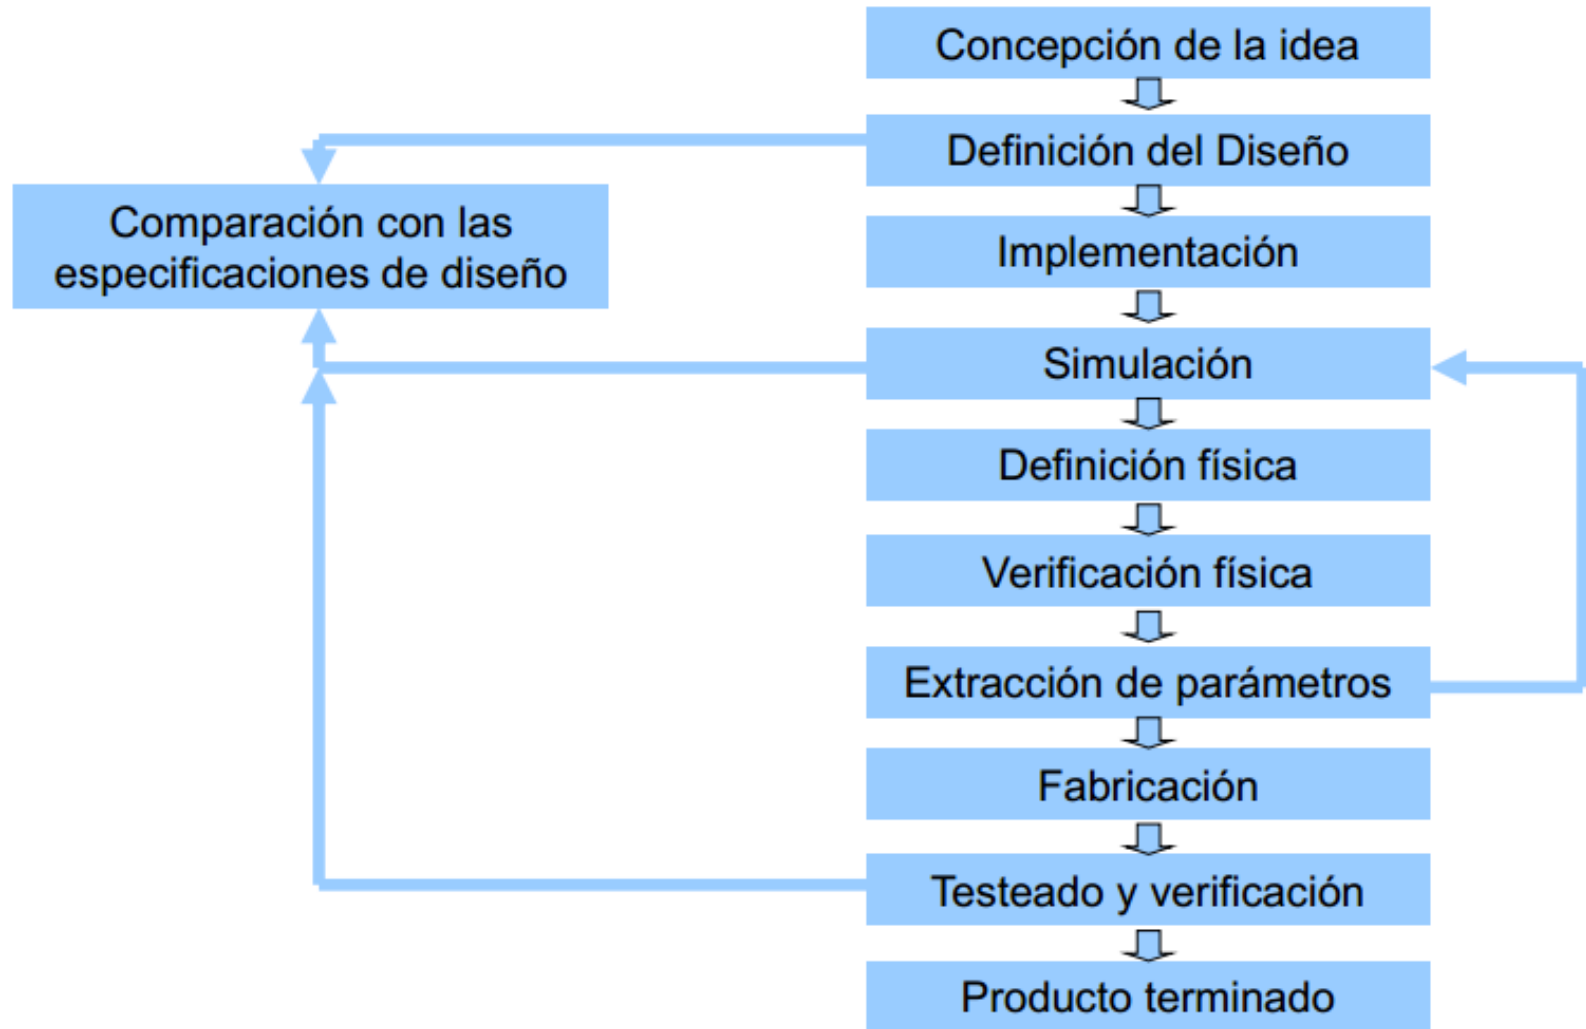 Concepción de la idea
Definición del Diseño
Comparación con las
especificaciones de diseño
Implementación
Simulación
Definición física
Verificación física
Extracción de parámetros
Fabricación
Testeado y verificación
Producto terminado